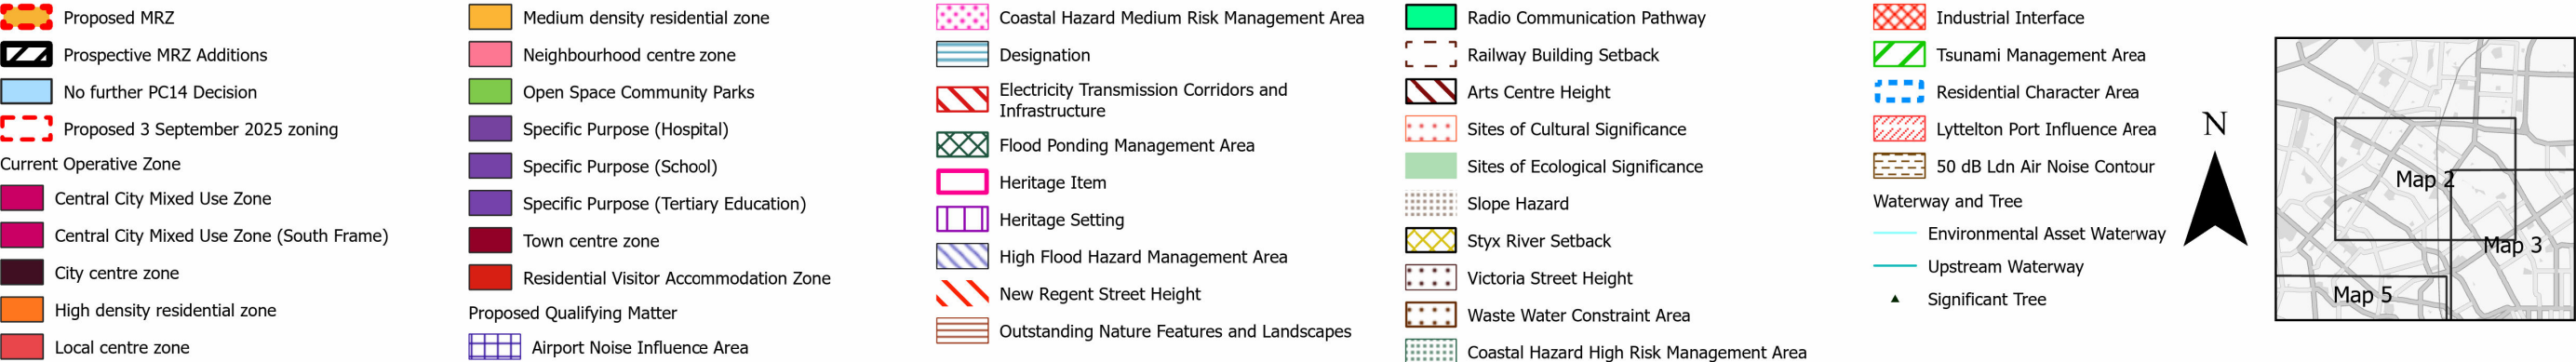 Proposed MRZ
Prospective MRZ Additions
No further PC14 Decision
Proposed 3 September 2025 zoning
Current Operative Zone
Central City Mixed Use Zone
Central City Mixed Use Zone (South Frame)
City centre zone
High density residential zone
Local centre zone
Medium density residential zone
Neighbourhood centre zone
Open Space Community Parks
Specific Purpose (Hospital)
Specific Purpose (School)
Specific Purpose (Tertiary Education)
Town centre zone
Residential Visitor Accommodation Zone
Proposed Qualifying Matter
Airport Noise Influence Area
Coastal Hazard Medium Risk Management Area
Designation
Electricity Transmission Corridors and
Infrastructure
Flood Ponding Management Area
Heritage Item
Heritage Setting
High Flood Hazard Management Area
New Regent Street Height
Outstanding Nature Features and Landscapes
Radio Communication Pathway
Railway Building Setback
Arts Centre Height
Sites of Cultural Significance
Sites of Ecological Significance
Slope Hazard
Styx River Setback
Victoria Street Height
Waste Water Constraint Area
Coastal Hazard High Risk Management Area
Industrial Interface
Tsunami Management Area
Residential Character Area
Lyttelton Port Influence Area
50 dB Ldn Air Noise Contour
Waterway and Tree
Environmental Asset Waterway
Upstream Waterway
Significant Tree
N
Map 2
Map 3
Map 5